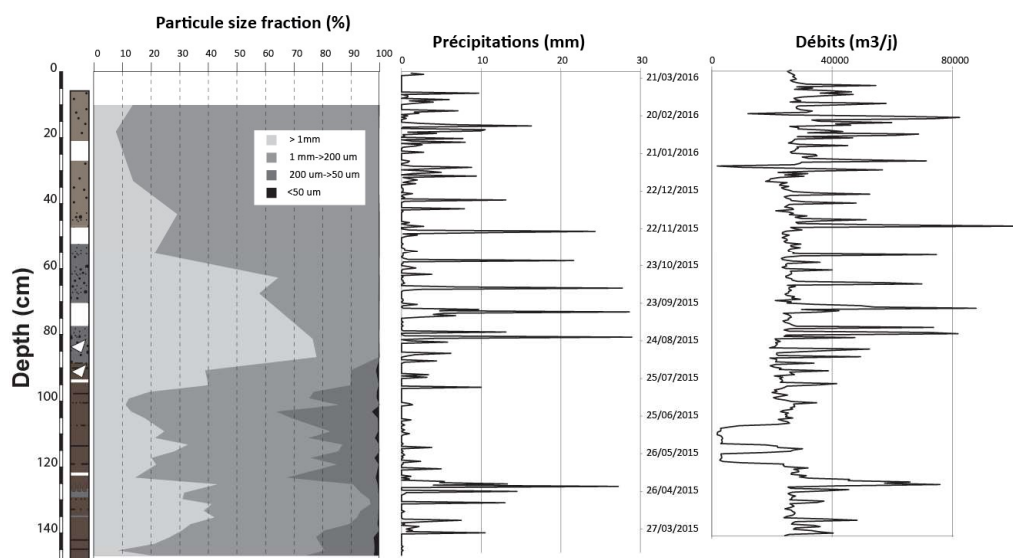 Particule size fraction (%)
Précipitations (mm)
Débits (m3/j)
0 10 20 30 40 50 60 70 80 90 100
0 10 20 30
0 40000 80000
Depth (cm)
0
20
40
60
80
100
120
140
> 1mm
1 mm->200 um
200 um->50 um
<50 um
21/03/2016
20/02/2016
21/01/2016
22/12/2015
22/11/2015
23/10/2015
23/09/2015
24/08/2015
25/07/2015
25/06/2015
26/05/2015
26/04/2015
27/03/2015